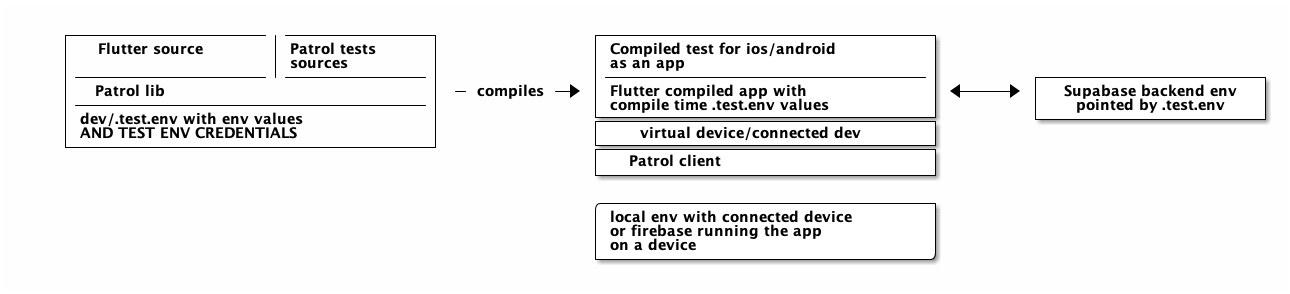 Flutter source
Patrol tests
sources
Patrol lib
dev/.test.env with env values
AND TEST ENV CREDENTIALS
compiles
Compiled test for ios/android
as an app
Flutter compiled app with
compile time .test.env values
virtual device/connected dev
Patrol client
local env with connected device
or firebase running the app
on a device
Supabase backend env
pointed by .test.env